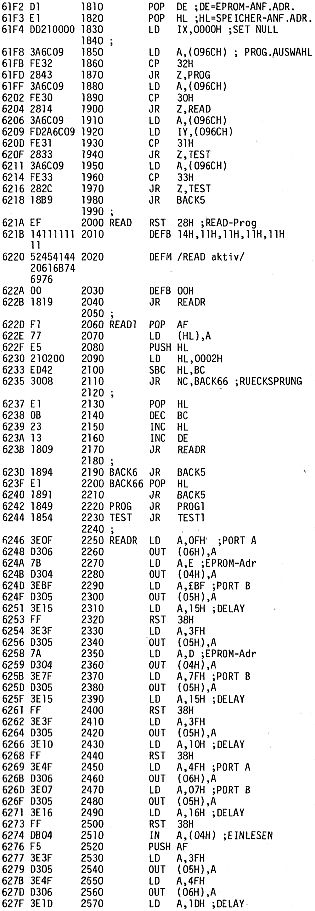 61F2 D1 1810 POP DE ;DE=EPROM-ANF.ADR.
61F3 E1 1820 POP HL ;HL=SPEICHER-ANF.ADR.
61F4 DD210000 1830 LD IX,0000H ;SET NULL
1840 ;
61F8 3A6C09 1850 LD A,(096CH) ; PROG.AUSWAHL
61FB FE32 1860 CP 32H
61FD 2843 1870 JR Z,PROG
61FF 3A6C09 1880 LD A,(096CH)
6202 FE30 1890 CP 30H
6204 2814 1900 JR Z,READ
6206 3A6C09 1910 LD A,(096CH)
6209 FD2A6C09 1920 LD IY,(096CH)
620D FE31 1930 CP 31H
620F 2833 1940 JR Z,TEST
6211 3A6C09 1950 LD A,(096CH)
6214 FE33 1960 CP 33H
6216 282C 1970 JR Z,TEST
6218 18B9 1980 JR BACK5
1990 ;
621A EF 2000 READ RST 28H ;READ-Prog
621B 14111111 2010 DEFB 14H,11H,11H,11H,11H
11
6220 52454144 2020 DEFM /READ aktiv/
20616B74
6976
622A 00 2030 DEFB 00H
622B 1819 2040 JR READR
2050 ;
622D F1 2060 READ1 POP AF
622E 77 2070 LD (HL),A
622F E5 2080 PUSH HL
6230 210200 2090 LD HL,0002H
6233 ED42 2100 SBC HL,BC
6235 3008 2110 JR NC,BACK66 ;RUECKSPRUNG
2120 ;
6237 E1 2130 POP HL
6238 0B 2140 DEC BC
6239 23 2150 INC HL
623A 13 2160 INC DE
623B 1809 2170 JR READR
2180 ;
623D 1894 2190 BACK6 JR BACK5
623F E1 2200 BACK66 POP HL
6240 1891 2210 JR BACK5
6242 1849 2220 PROG JR PROG1
6244 1854 2230 TEST JR TEST1
2240 ;
6246 3E0F 2250 READR LD A,0FH ;PORT A
6248 D306 2260 OUT (06H),A
624A 7B 2270 LD A,E ;EPROM-Adr
624B D304 2280 OUT (04H),A
624D 3EBF 2290 LD A,EBF ;PORT B
624F D305 2300 OUT (05H),A
6251 3E15 2310 LD A,15H ;DELAY
6253 FF 2320 RST 38H
6254 3E3F 2330 LD A,3FH
6256 D305 2340 OUT (05H),A
6258 7A 2350 LD A,D ;EPROM-Adr
6259 D304 2360 OUT (04H),A
625B 3E7F 2370 LD A,7FH ;PORT B
625D D305 2380 OUT (05H),A
625F 3E15 2390 LD A,15H ;DELAY
6261 FF 2400 RST 38H
6262 3E3F 2410 LD A,3FH
6264 D305 2420 OUT (05H),A
6266 3E10 2430 LD A,10H ;DELAY
6268 FF 2440 RST 38H
6269 3E4F 2450 LD A,4FH ;PORT A
626B D306 2460 OUT (06H),A
626D 3E07 2470 LD A,07H ;PORT B
626F D305 2480 OUT (05H),A
6271 3E16 2490 LD A,16H ;DELAY
6273 FF 2500 RST 38H
6274 DB04 2510 IN A,(04H) ;EINLESEN
6276 F5 2520 PUSH AF
6277 3E3F 2530 LD A,3FH
6279 D305 2540 OUT (05H),A
627B 3E4F 2550 LD A,4FH
627D D306 2560 OUT (06H),A
627F 3E1D 2570 LD A,1DH ;DELAY